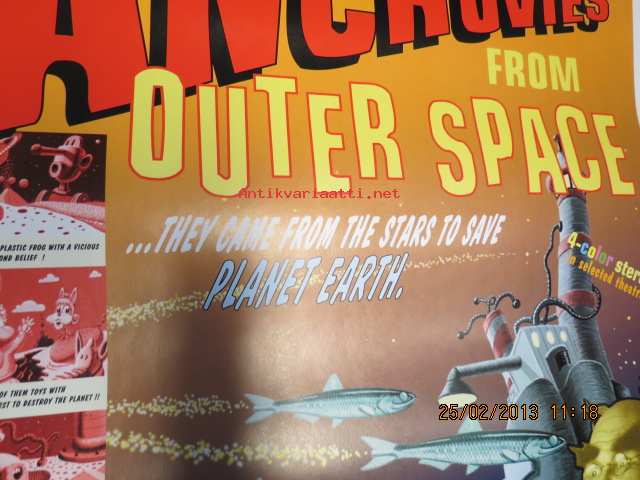 ANCHOVIES
FROM
OUTER SPACE
Antikvariaatti.net
...THEY CAME FROM THE STARS TO SAVE
PLANET EARTH.
PLASTIC FROG WITH A VICIOUS
OND BELIEF !
4-color ster
in selected theatr
OF THEM TOYS WITH
ST TO DESTROY THE PLANET !!
25/02/2013 11:18